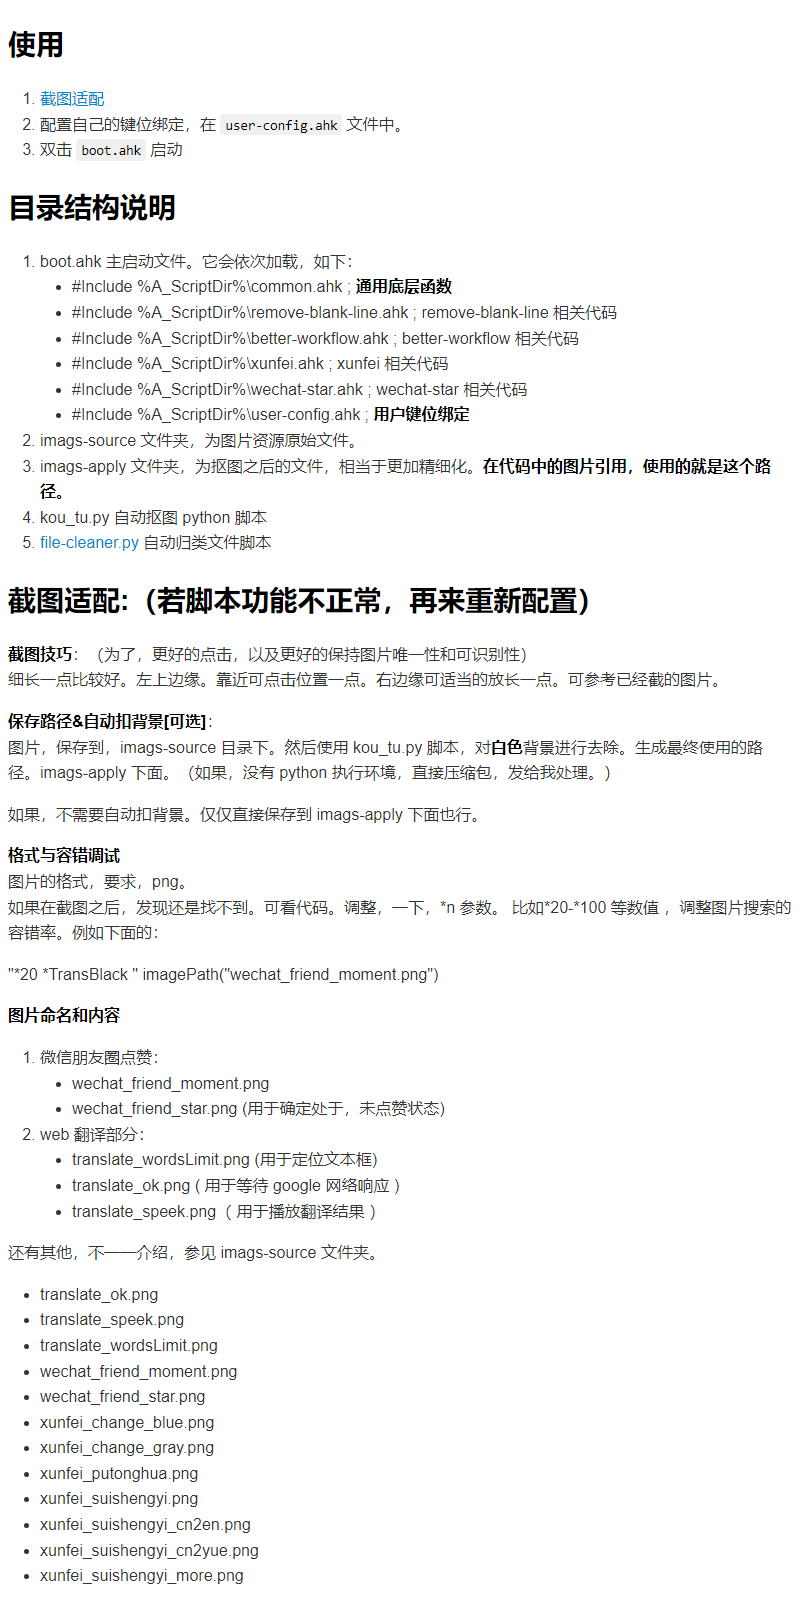 使用
1. 截图适配
2. 配置自己的键位绑定，在 user-config.ahk 文件中。
3. 双击 boot.ahk 启动
目录结构说明
1. boot.ahk 主启动文件。它会依次加载，如下：
• #Include %A_ScriptDir%\common.ahk ; 通用底层函数
• #Include %A_ScriptDir%\remove-blank-line.ahk ; remove-blank-line 相关代码
• #Include %A_ScriptDir%\better-workflow.ahk ; better-workflow 相关代码
• #Include %A_ScriptDir%\xunfei.ahk ; xunfei 相关代码
• #Include %A_ScriptDir%\wechat-star.ahk ; wechat-star 相关代码
• #Include %A_ScriptDir%\user-config.ahk ; 用户键位绑定
2. imags-source 文件夹，为图片资源原始文件。
3. imags-apply 文件夹，为抠图之后的文件，相当于更加精细化。在代码中的图片引用，使用的就是这个路
径。
4. kou_tu.py 自动抠图 python 脚本
5. file-cleaner.py 自动归类文件脚本
截图适配:（若脚本功能不正常，再来重新配置）
截图技巧：（为了，更好的点击，以及更好的保持图片唯一性和可识别性）
细长一点比较好。左上边缘。靠近可点击位置一点。右边缘可适当的放长一点。可参考已经截的图片。
保存路径&自动扣背景[可选]：
图片，保存到，imags-source 目录下。然后使用 kou_tu.py 脚本，对白色背景进行去除。生成最终使用的路
径。imags-apply 下面。（如果，没有 python 执行环境，直接压缩包，发给我处理。）
如果，不需要自动扣背景。仅仅直接保存到 imags-apply 下面也行。
格式与容错调试
图片的格式，要求，png。
如果在截图之后，发现还是找不到。可看代码。调整，一下，*n 参数。 比如*20-*100 等数值 ，调整图片搜索的
容错率。例如下面的：
"*20 *TransBlack " imagePath("wechat_friend_moment.png")
图片命名和内容
1. 微信朋友圈点赞：
• wechat_friend_moment.png
• wechat_friend_star.png (用于确定处于，未点赞状态)
2. web 翻译部分：
• translate_wordsLimit.png (用于定位文本框)
• translate_ok.png ( 用于等待 google 网络响应 )
• translate_speek.png（ 用于播放翻译结果 ）
还有其他，不一一介绍，参见 imags-source 文件夹。
• translate_ok.png
• translate_speek.png
• translate_wordsLimit.png
• wechat_friend_moment.png
• wechat_friend_star.png
• xunfei_change_blue.png
• xunfei_change_gray.png
• xunfei_putonghua.png
• xunfei_suishengyi.png
• xunfei_suishengyi_cn2en.png
• xunfei_suishengyi_cn2yue.png
• xunfei_suishengyi_more.png